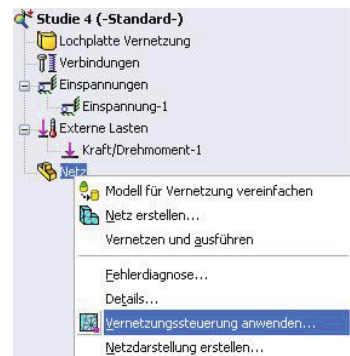 Studie 4 (-Standard-)
Lochplatte Vernetzung
Verbindungen
Einspannungen
Einspannung-1
Externe Lasten
Kraft/Drehmoment-1
Netz
Modell für Vernetzung vereinfachen
Netz erstellen...
Vernetzen und ausführen
Fehlerdiagnose...
Details...
Vernetzungssteuerung anwenden...
Netzdarstellung erstellen...